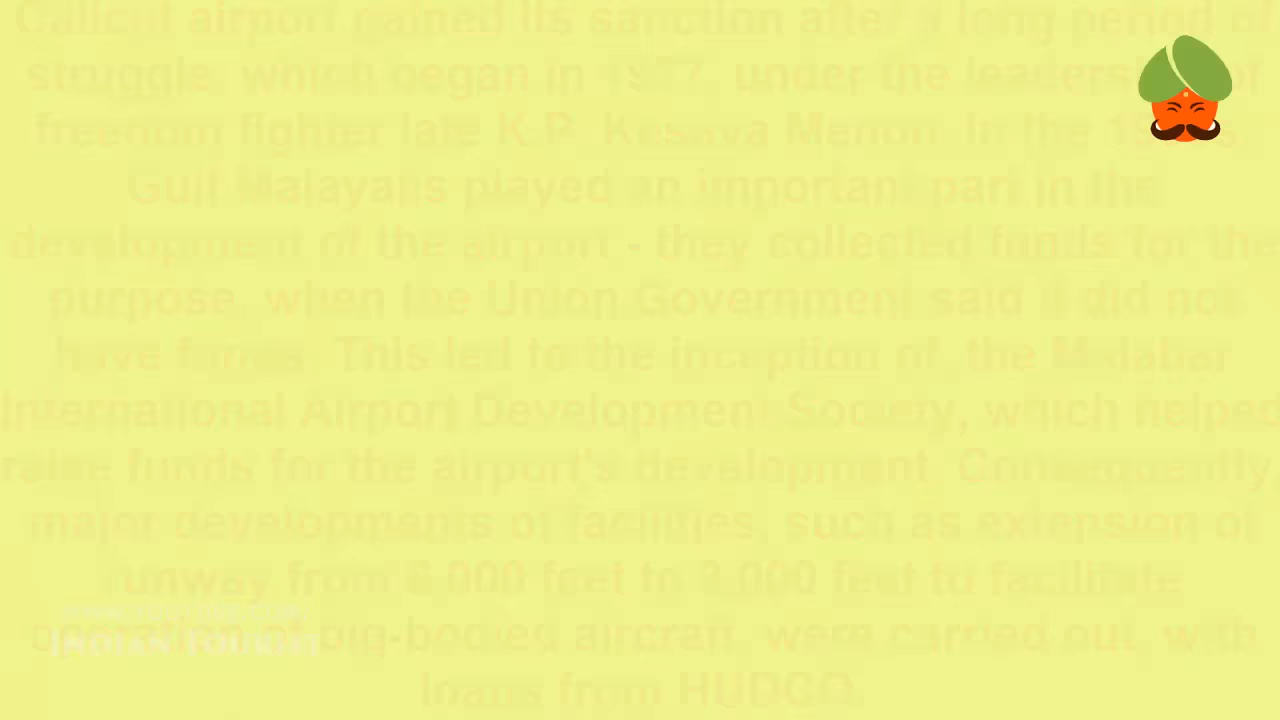 Calicut airport gained its sanction after a long period of
struggle, which began in 1977, under the leadership of
freedom fighter late K.P. Kesava Menon. In the
Gulf Malayalis played an important part in the
development of the airport - they collected funds for the
purpose, when the Union Government said it did not
have funds. This led to the inception of, the Malabar
International Airport Development Society, which helped
raise funds for the airport's development. Consequently,
major developments of facilities, such as extension of
runway from 6,000 feet to 9,000 feet to facilitate
operation of big-bodied aircraft, were carried out, with
INDIAN TOURIST
loans from HUDCO.